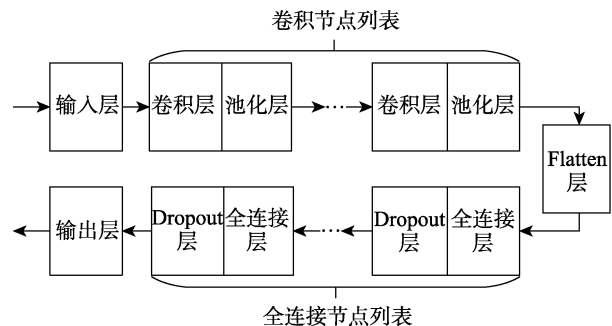 卷积节点列表
输入层
卷积层
池化层
···
卷积层
池化层
Flatten
层
输出层
Dropout
层
全连接
层
···
Dropout
层
全连接
层
全连接节点列表